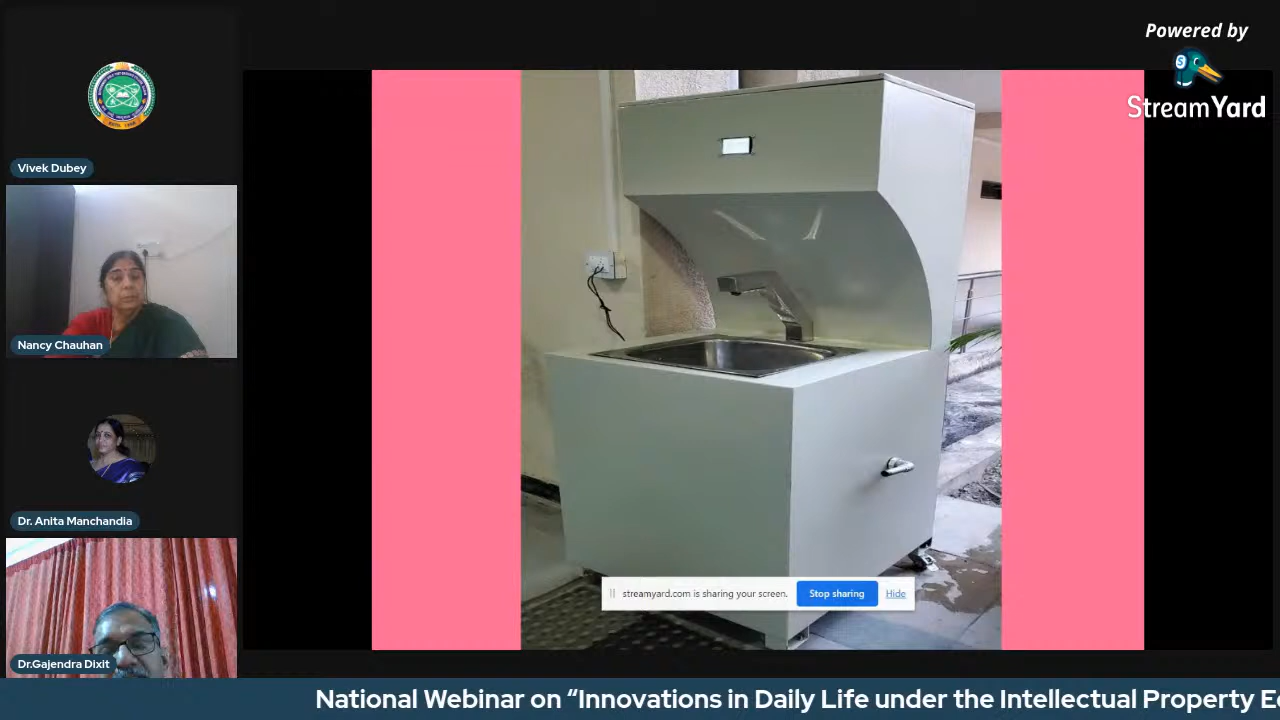 Powered by
StreamYard
Vivek Dubey
Nancy Chauhan
Dr. Anita Manchandia
Dr.Gajendra Dixit
streamyard.com is sharing your screen.
Stop sharing
Hide
National Webinar on “Innovations in Daily Life under the Intellectual Property